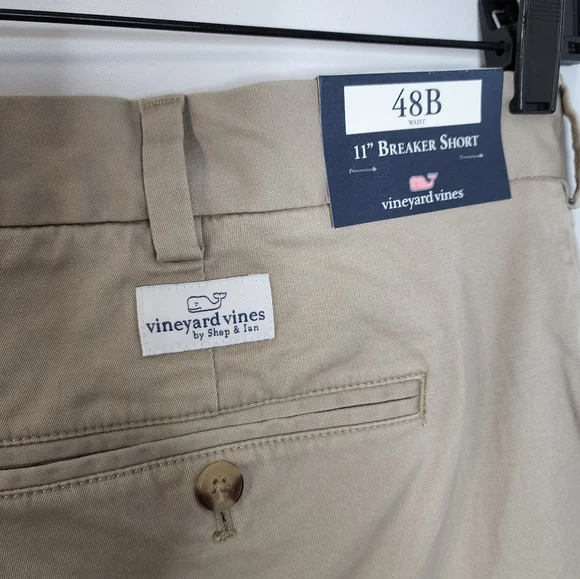 48B
WAIST
11” BREAKER SHORT
vineyard vines
vineyard vines
by Shep & Ian